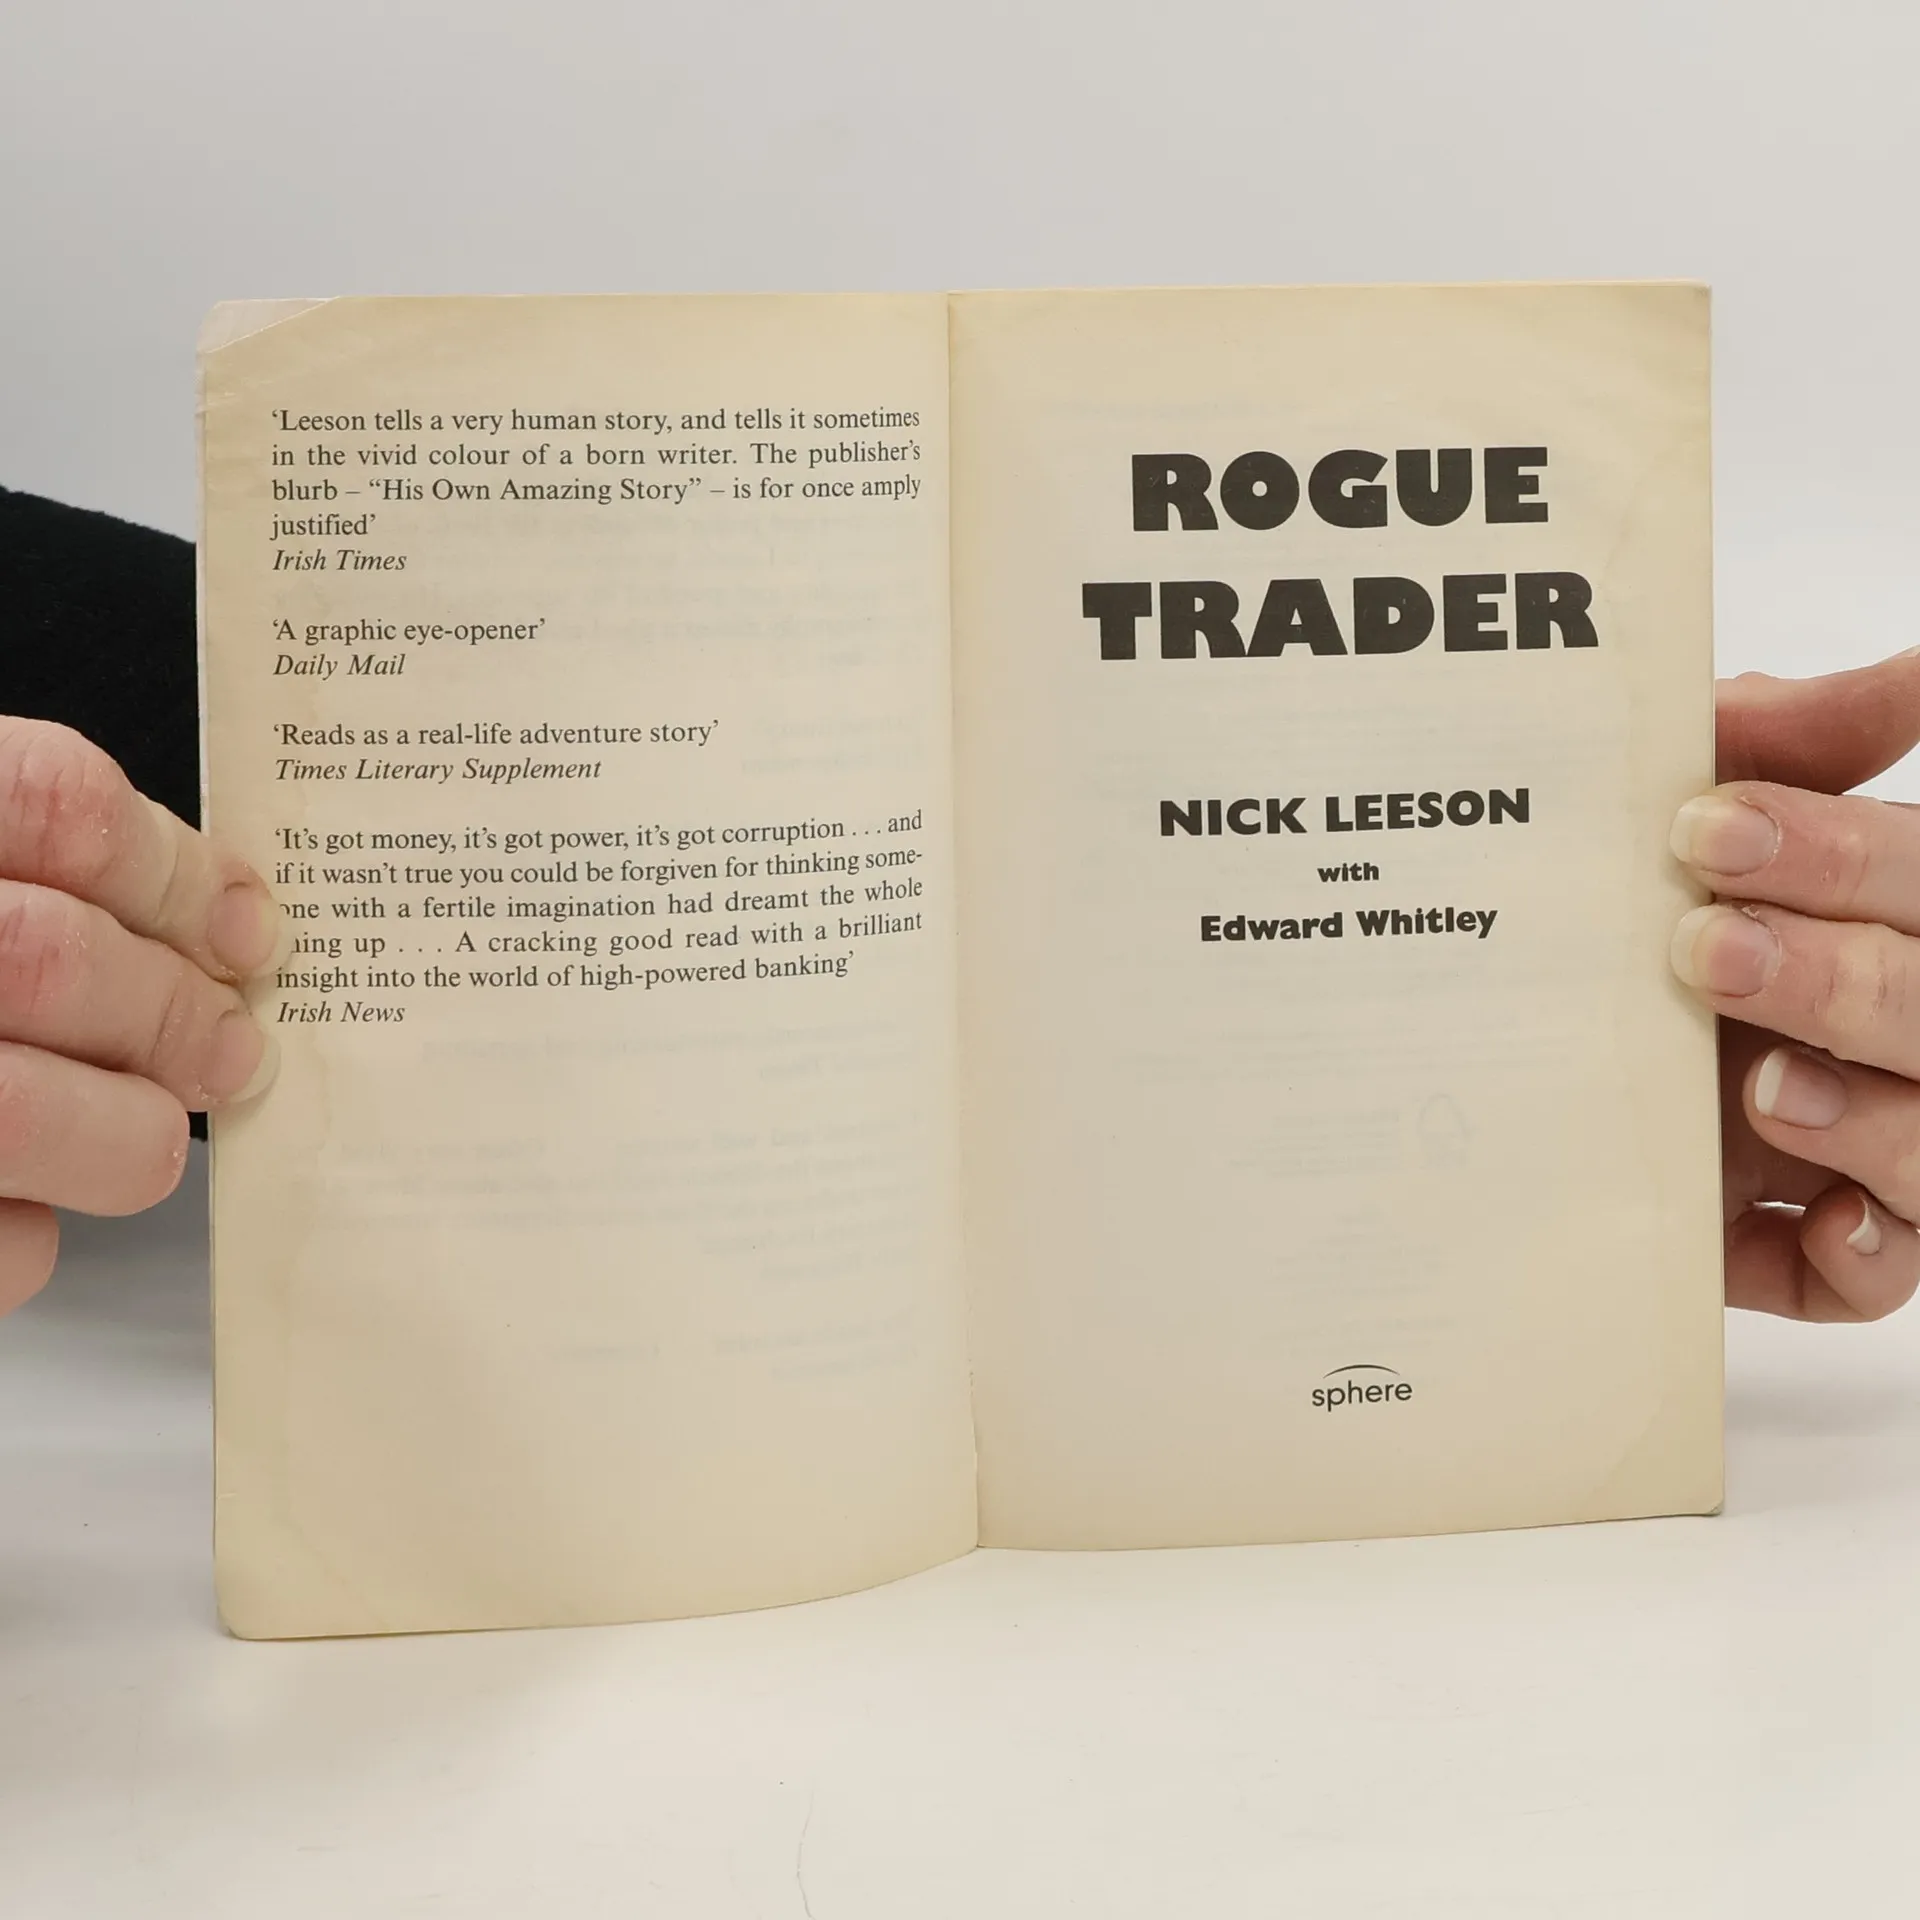 ‘Leeson tells a very human story, and tells it sometimes
in the vivid colour of a born writer. The publisher’s
blurb – “His Own Amazing Story” – is for once amply
justified’
Irish Times
‘A graphic eye-opener’
Daily Mail
‘Reads as a real-life adventure story’
Times Literary Supplement
‘It’s got money, it’s got power, it’s got corruption . . . and
if it wasn’t true you could be forgiven for thinking some-
one with a fertile imagination had dreamt the whole
up . . . A cracking good read with a brilliant
insight into the world of high-powered banking’
Irish News
ROGUE
TRADER
NICK LEESON
with
Edward Whitley
sphere